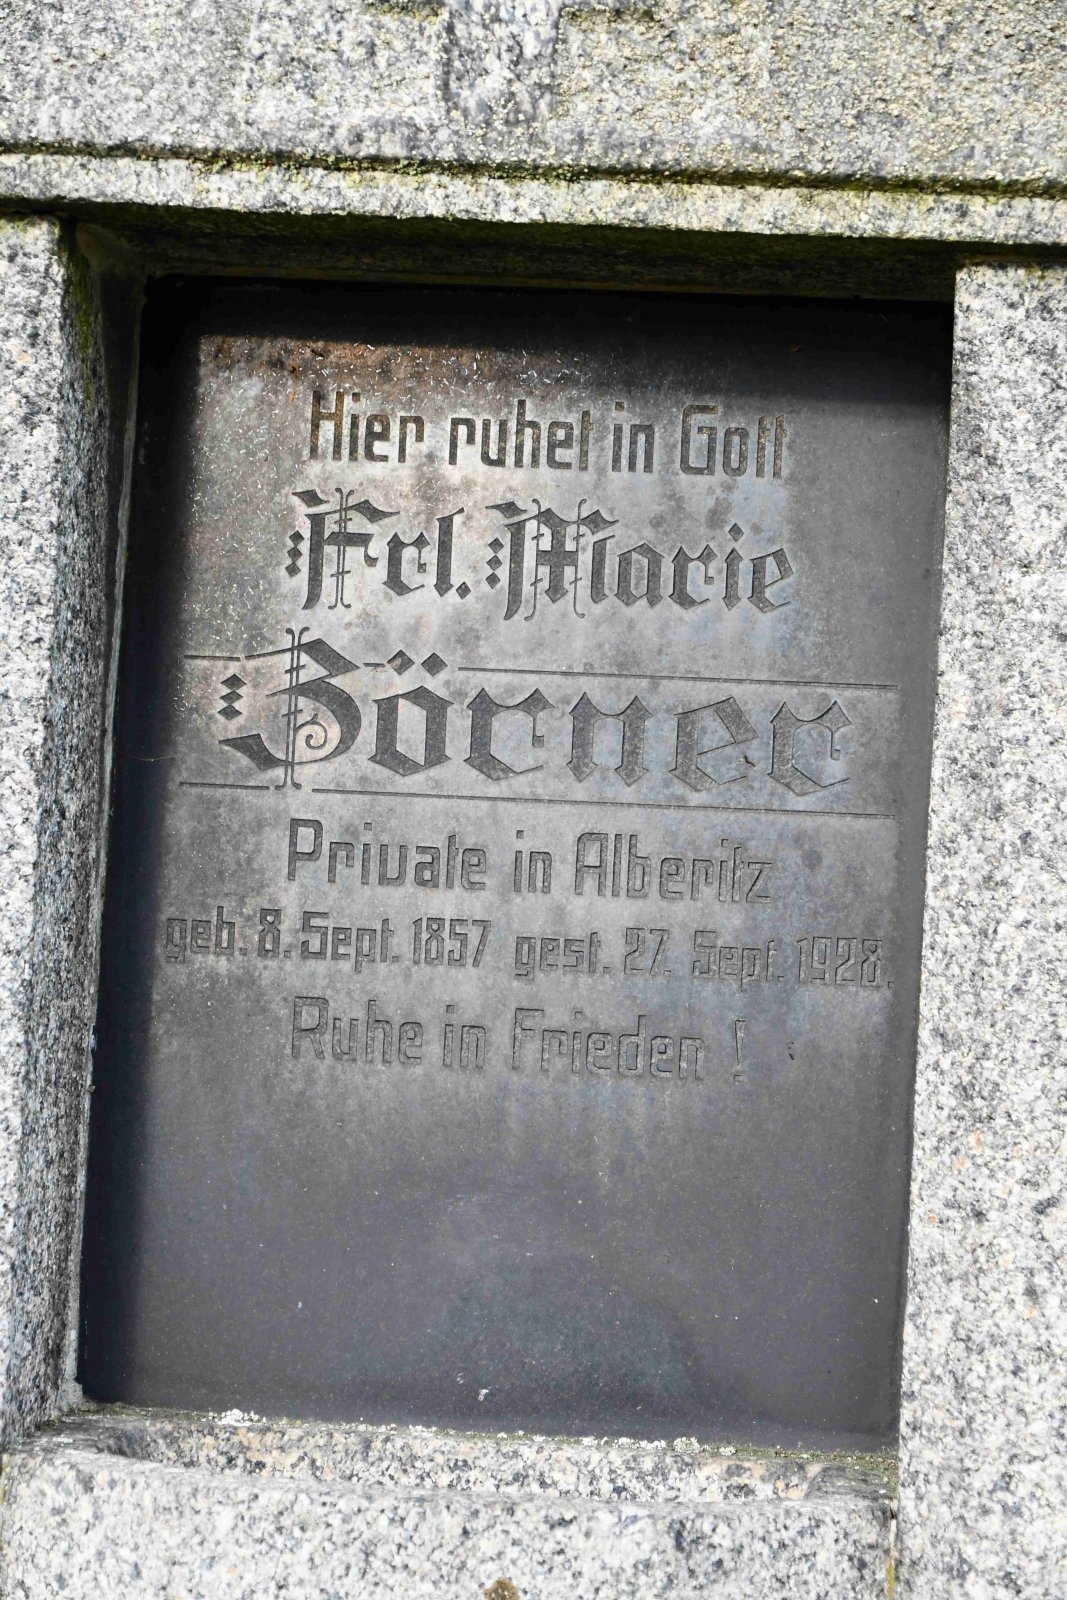 Hier ruhet in Gott
Frl. Marie
Börner
Private in Alberitz
geb. 8. Sept. 1857 gest. 27. Sept. 1928.
Ruhe in Frieden !